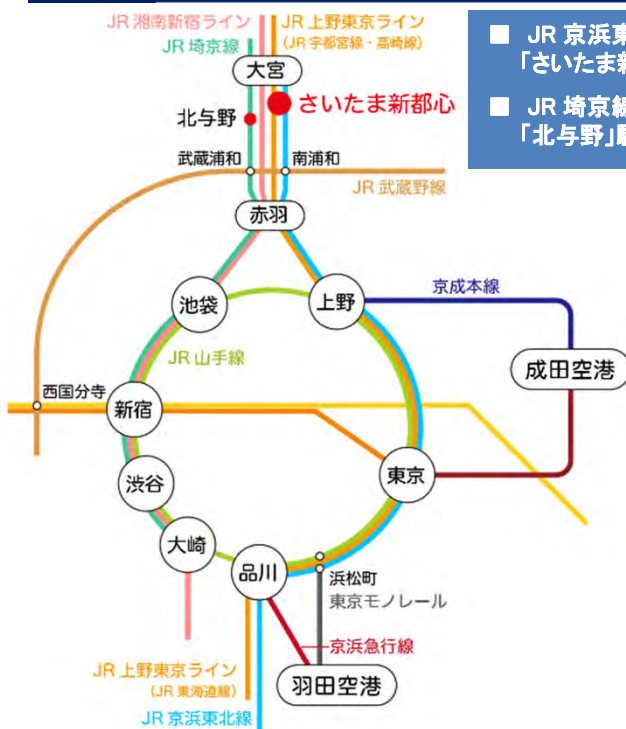 JR 湘南新宿ライン
JR 上野東京ライン
(JR 宇都宮線・高崎線)
JR 埼京線
■ JR 京浜東
「さいたま新
■ JR 埼京線
「北与野」駅
大宮
さいたま新都心
北与野
武蔵浦和
南浦和
JR 武蔵野線
赤羽
池袋
上野
京成本線
JR 山手線
成田空港
西国分寺
新宿
東京
渋谷
大崎
品川
浜松町
東京モノレール
京浜急行線
羽田空港
JR 上野東京ライン
(JR 東海道線)
JR 京浜東北線